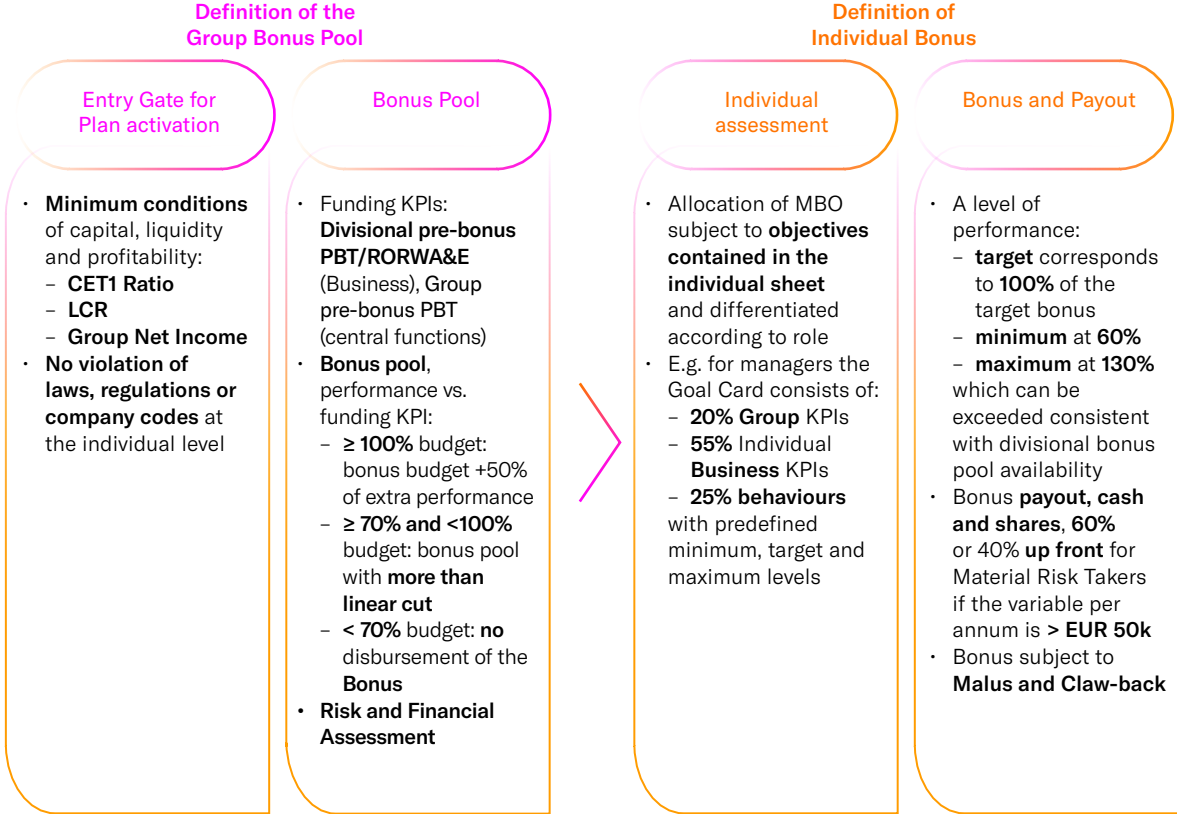 Definition of the
Group Bonus Pool
Definition of
Individual Bonus
Entry Gate for
Plan activation
• Minimum conditions
of capital, liquidity
and profitability:
– CET1 Ratio
– LCR
– Group Net Income
• No violation of
laws, regulations or
company codes at
the individual level
Bonus Pool
• Funding KPIs:
Divisional pre-bonus
PBT/RORWA&E
(Business), Group
pre-bonus PBT
(central functions)
• Bonus pool,
performance vs.
funding KPI:
– ≥ 100% budget:
bonus budget +50%
of extra performance
– ≥ 70% and <100%
budget: bonus pool
with more than
linear cut
– < 70% budget: no
disbursement of the
Bonus
• Risk and Financial
Assessment
Individual
assessment
• Allocation of MBO
subject to objectives
contained in the
individual sheet
and differentiated
according to role
• E.g. for managers the
Goal Card consists of:
– 20% Group KPIs
– 55% Individual
Business KPIs
– 25% behaviours
with predefined
minimum, target and
maximum levels
Bonus and Payout
• A level of
performance:
– target corresponds
to 100% of the
target bonus
– minimum at 60%
– maximum at 130%
which can be
exceeded consistent
with divisional bonus
pool availability
• Bonus payout, cash
and shares, 60%
or 40% up front for
Material Risk Takers
if the variable per
annum is > EUR 50k
• Bonus subject to
Malus and Claw-back